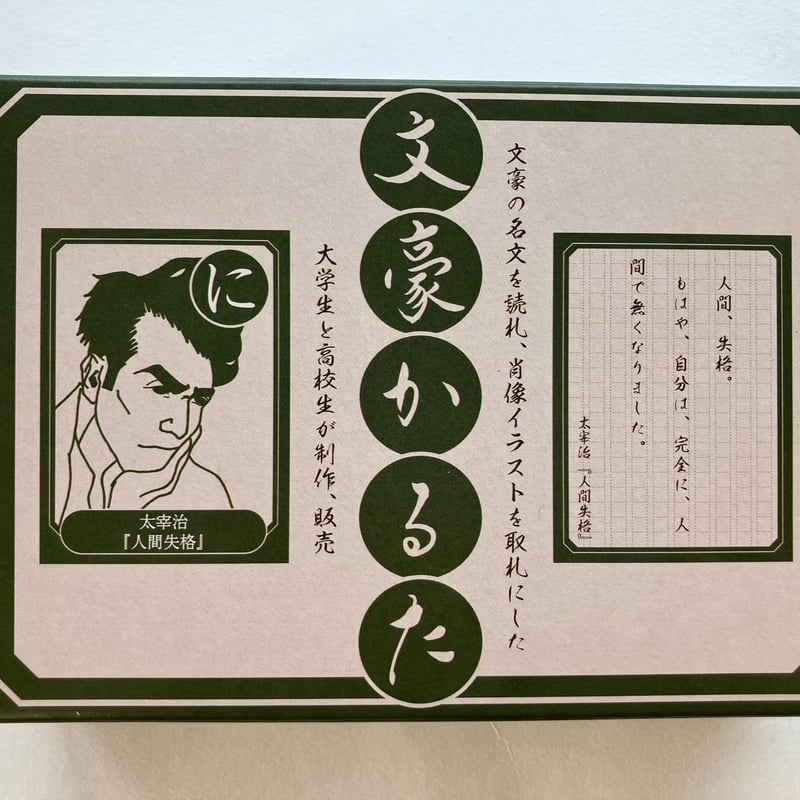 文豪かるた
文豪の名文を読札、肖像イラストを取札にした
大学生と高校生が制作、販売
人間、失格。
もはや、自分は、完全に、人
間で無くなりました。
太宰治『人間失格』
に
太宰治
『人間失格』